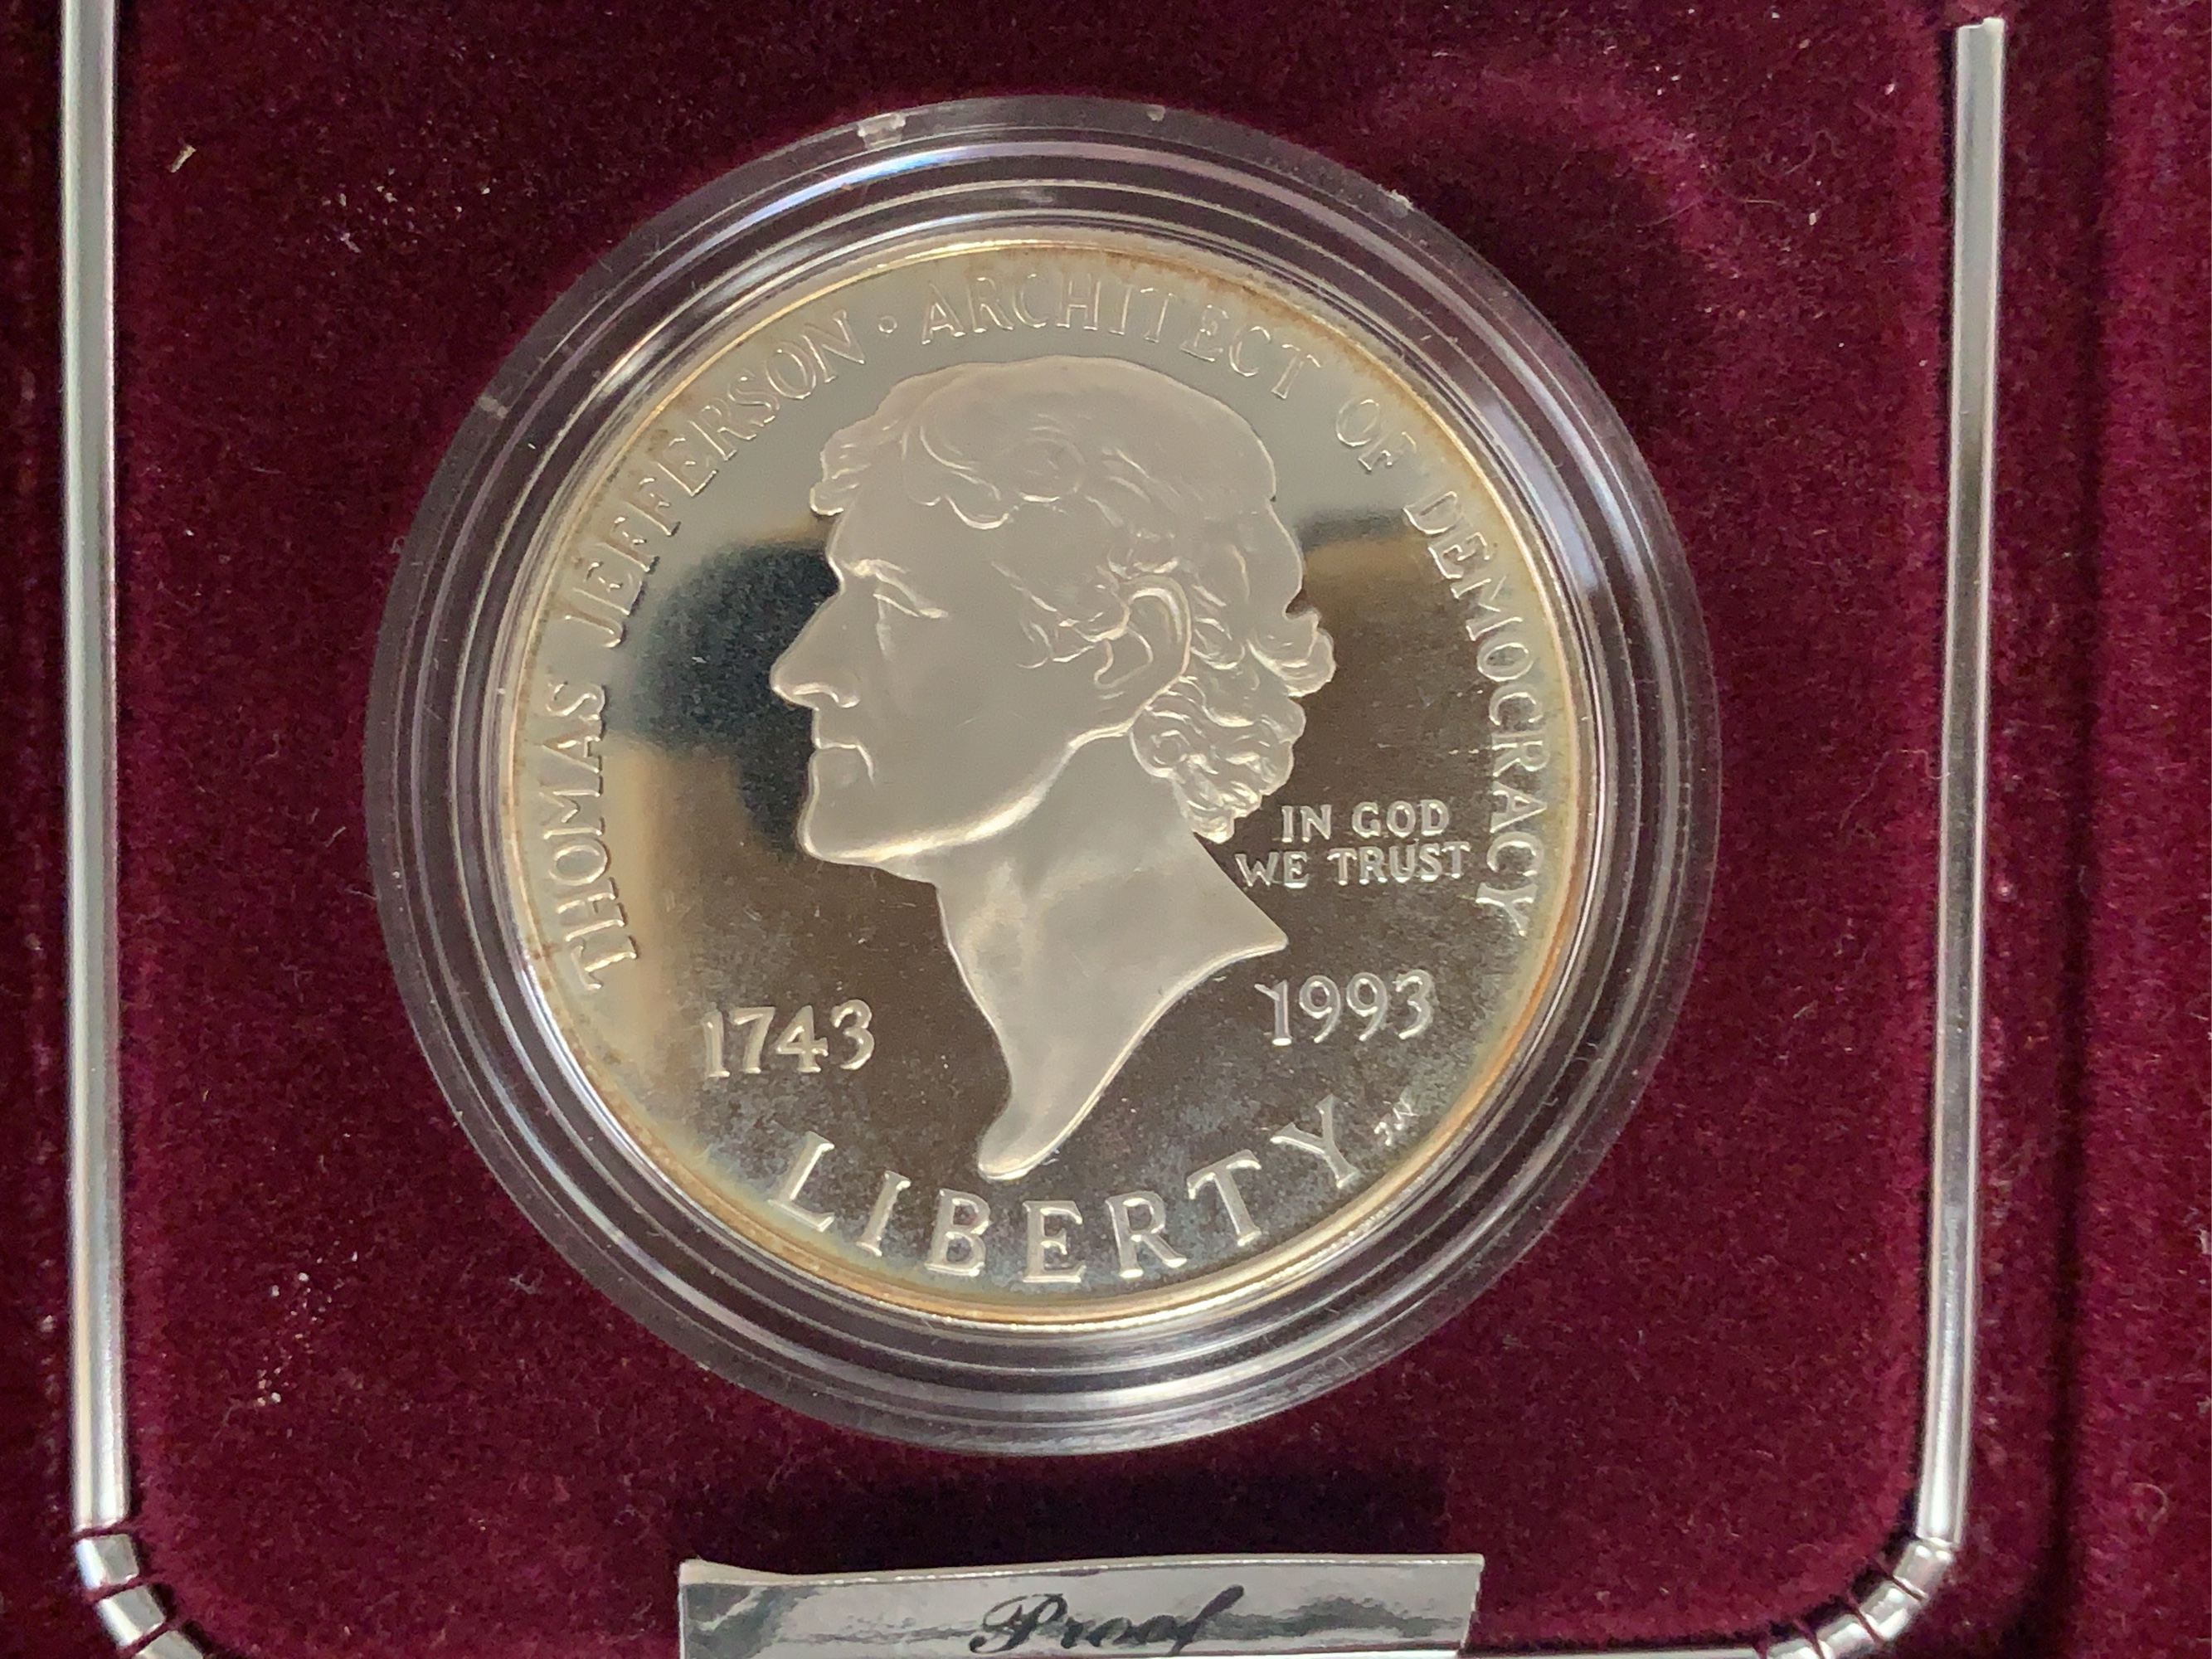 THOMAS JEFFERSON · ARCHITECT OF DEMOCRACY
IN GOD
WE TRUST
1743 1993
LIBERTY
Proof